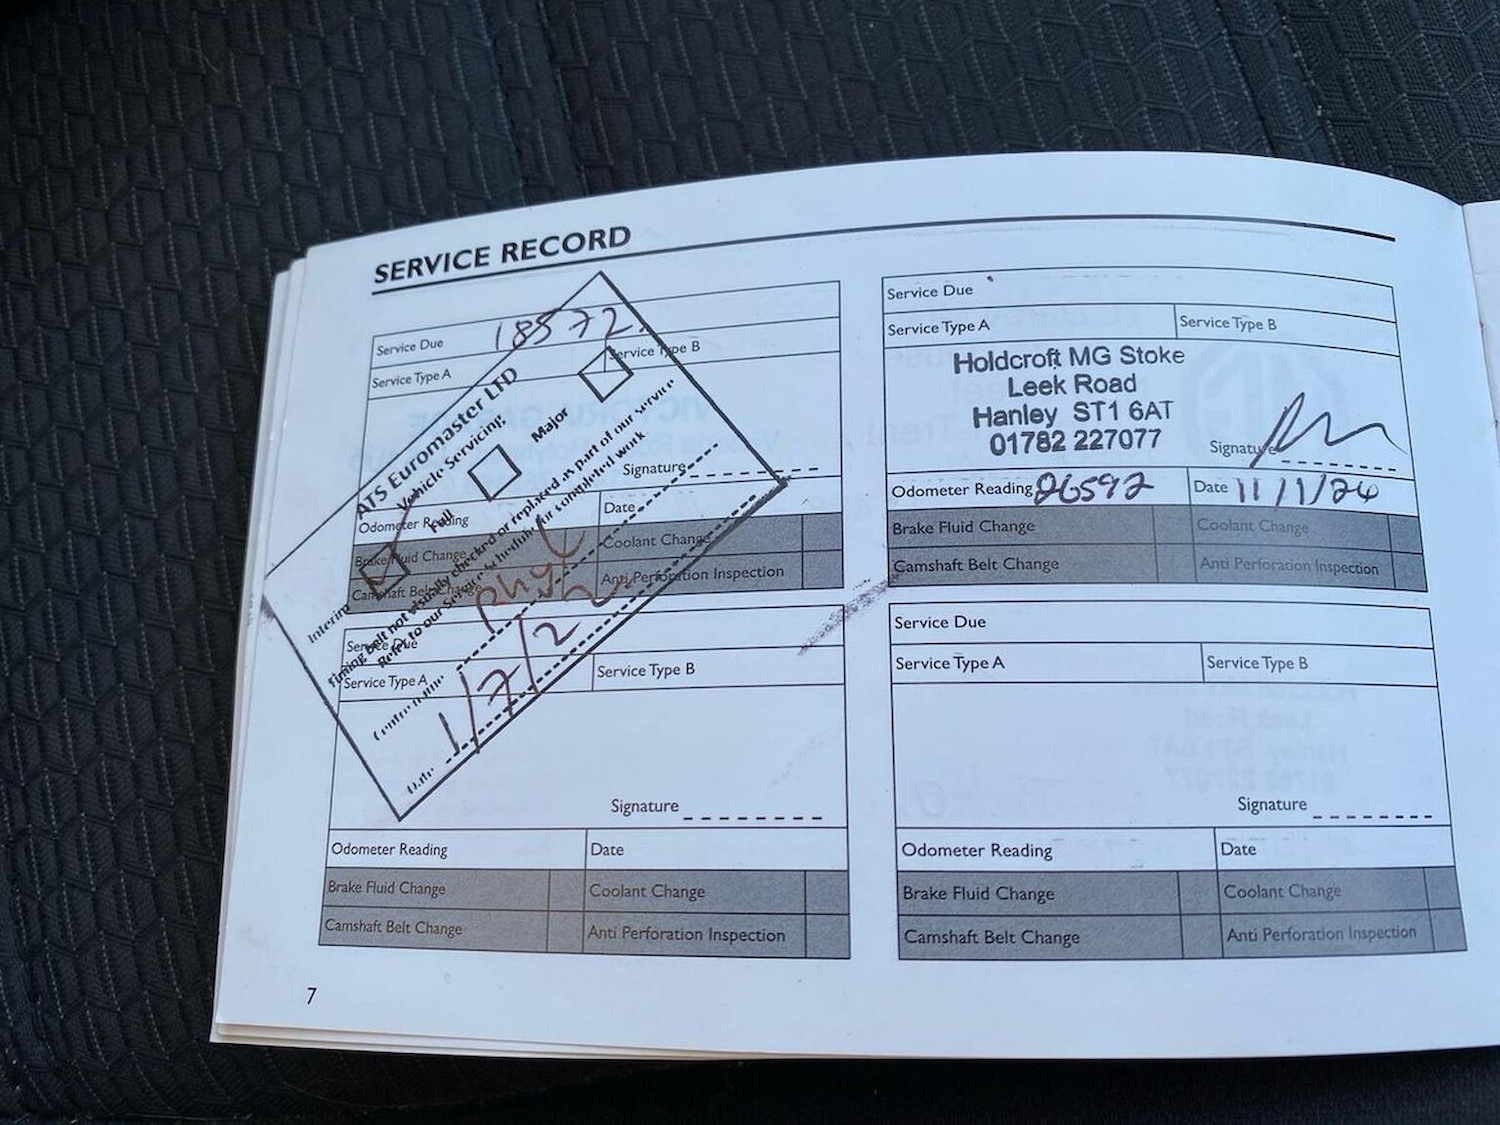 SERVICE RECORD
Service Due 18572
Service Type A
Service Type B
ATS Euromaster LTD
Vehicle Servicing
Interim Full Major
Timing belt not visually checked or replaced as part of our service
Refer to our Service schedule for completed work
Centre name
Date 1/7/2
Signature
Odometer Reading
Date
Brake Fluid Change
Coolant Change
Camshaft Belt Change
Anti Perforation Inspection
Service Due
Service Type A
Service Type B
Signature
Odometer Reading
Date
Brake Fluid Change
Coolant Change
Camshaft Belt Change
Anti Perforation Inspection
7
Service Due
Service Type A
Service Type B
Holdcroft MG Stoke
Leek Road
Hanley ST1 6AT
01782 227077
Signature
Odometer Reading 26592
Date 11/1/24
Brake Fluid Change
Coolant Change
Camshaft Belt Change
Anti Perforation Inspection
Service Due
Service Type A
Service Type B
Signature
Odometer Reading
Date
Brake Fluid Change
Coolant Change
Camshaft Belt Change
Anti Perforation Inspection